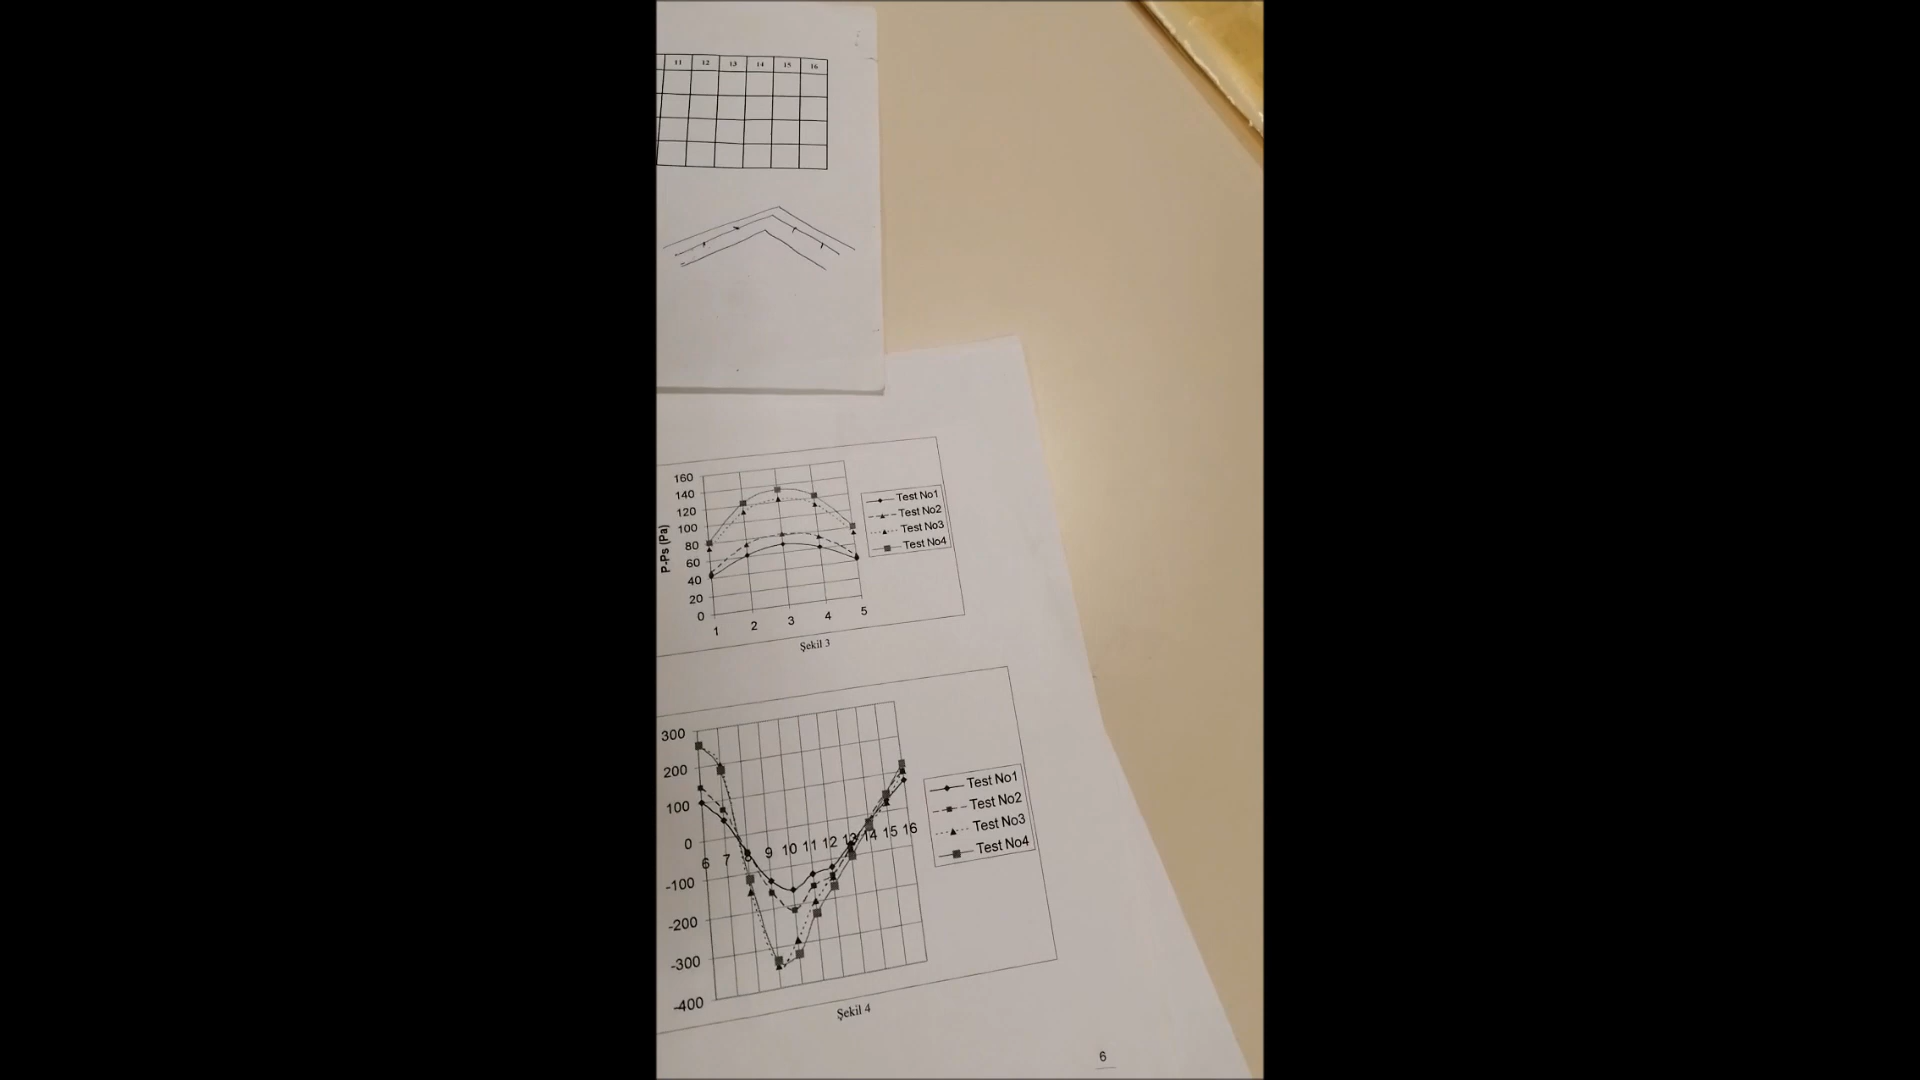 11 12 13 14 15 16
160
140
120
100
80
60
40
20
0
P-Ps (Pa)
1 2 3 4 5
Test No1
Test No2
Test No3
Test No4
Şekil 3
300
200
100
0
-100
-200
-300
-400
6 7 8 9 10 11 12 13 14 15 16
Test No1
Test No2
Test No3
Test No4
Şekil 4
6